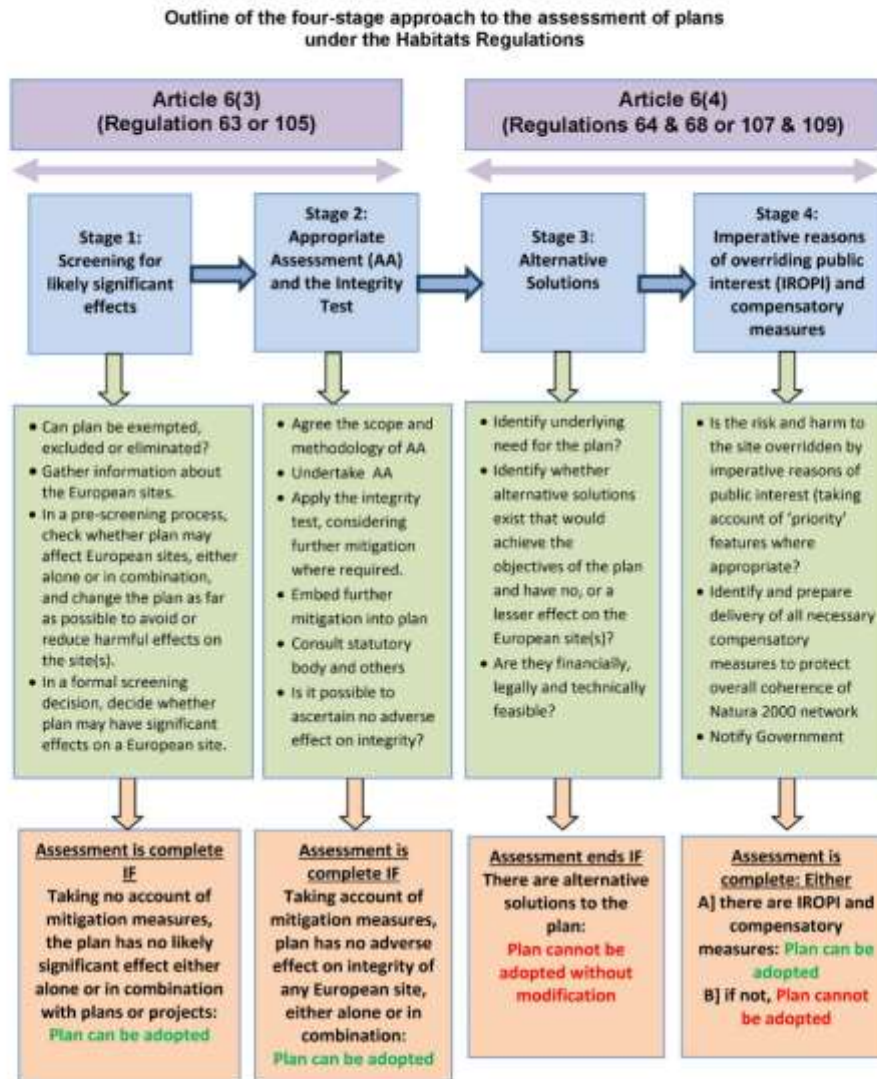 Outline of the four-stage approach to the assessment of plans
under the Habitats Regulations
Article 6(3)
(Regulation 63 or 105)
Article 6(4)
(Regulations 64 & 68 or 107 & 109)
Stage 1:
Screening for
likely significant
effects
Stage 2:
Appropriate
Assessment (AA)
and the Integrity
Test
Stage 3:
Alternative
Solutions
Stage 4:
Imperative reasons
of overriding public
interest (IROPI) and
compensatory
measures
• Can plan be exempted,
excluded or eliminated?
• Gather information about
the European sites.
• In a pre-screening process,
check whether plan may
affect European sites, either
alone or in combination,
and change the plan as far
as possible to avoid or
reduce harmful effects on
the site(s).
• In a formal screening
decision, decide whether
plan may have significant
effects on a European site.
• Agree the scope and
methodology of AA
• Undertake AA
• Apply the integrity
test, considering
further mitigation
where required.
• Embed further
mitigation into plan
• Consult statutory
body and others
• Is it possible to
ascertain no adverse
effect on integrity?
• Identify underlying
need for the plan?
• Identify whether
alternative solutions
exist that would
achieve the
objectives of the plan
and have no, or a
lesser effect on the
European site(s)?
• Are they financially,
legally and technically
feasible?
• Is the risk and harm to
the site overridden by
imperative reasons of
public interest (taking
account of ‘priority’
features where
appropriate?
• Identify and prepare
delivery of all necessary
compensatory
measures to protect
overall coherence of
Natura 2000 network
• Notify Government
Assessment is complete
IF
Taking no account of
mitigation measures,
the plan has no likely
significant effect either
alone or in combination
with plans or projects:
Plan can be adopted
Assessment is
complete IF
Taking account of
mitigation measures,
plan has no adverse
effect on integrity of
any European site,
either alone or in
combination:
Plan can be adopted
Assessment ends IF
There are alternative
solutions to the
plan:
Plan cannot be
adopted without
modification
Assessment is
complete: Either
A] there are IROPI and
compensatory
measures: Plan can be
adopted
B] if not, Plan cannot
be adopted